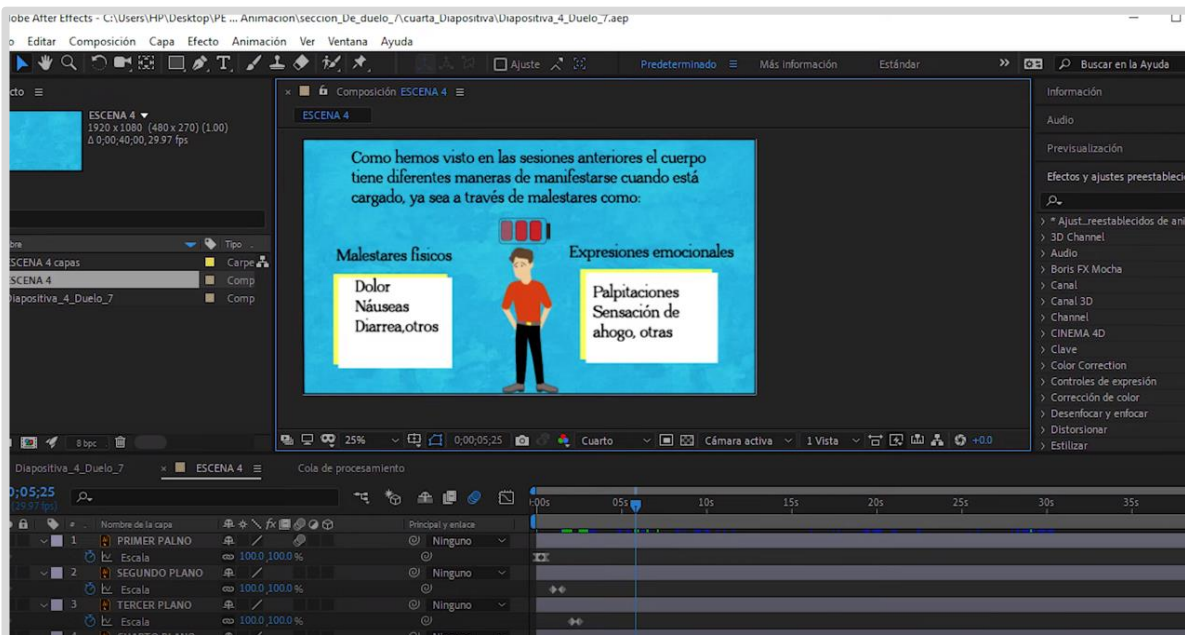 Adobe After Effects - C:\Users\HP\Desktop\PE ... Animacion\seccion_De_duelo_7\cuarta_Diapositiva\Diapositiva_4_Duelo_7.aep
Editar Composición Capa Efecto Animación Ver Ventana Ayuda
Ajuste Predeterminado Más información Estándar Buscar en la Ayuda
Composición ESCENA 4
ESCENA 4
ESCENA 4
1920 x 1080 (480 x 270) (1.00)
Δ 0;00;40;00, 29.97 fps
Información
Audio
Previsualización
Efectos y ajustes preestableci
Como hemos visto en las sesiones anteriores el cuerpo
tiene diferentes maneras de manifestarse cuando está
cargado, ya sea a través de malestares como:
Malestares físicos
Dolor
Náuseas
Diarrea,otros
Expresiones emocionales
Palpitaciones
Sensación de
ahogo, otras
Tipo
ESCENA 4 capas Carpe
ESCENA 4 Comp
Diapositiva_4_Duelo_7 Comp
* Ajust_reestablecidos de ani
3D Channel
Audio
Boris FX Mocha
Canal
Canal 3D
Channel
CINEMA 4D
Clave
Color Correction
Controles de expresión
Corrección de color
Desenfocar y enfocar
Distorsionar
Estilizar
8 bpc
25% 0;00;05;25 Cuarto Cámara activa 1 Vista +0.0
Diapositiva_4_Duelo_7 ESCENA 4 Cola de procesamiento
0;05;25
(29.97 fps)
:00s 05s 10s 15s 20s 25s 30s 35s
# Nombre de la capa Principal y enlace
1 PRIMER PALNO Ninguno
Escala 100.0,100.0 %
2 SEGUNDO PLANO Ninguno
Escala 100.0,100.0 %
3 TERCER PLANO Ninguno
Escala 100.0,100.0 %